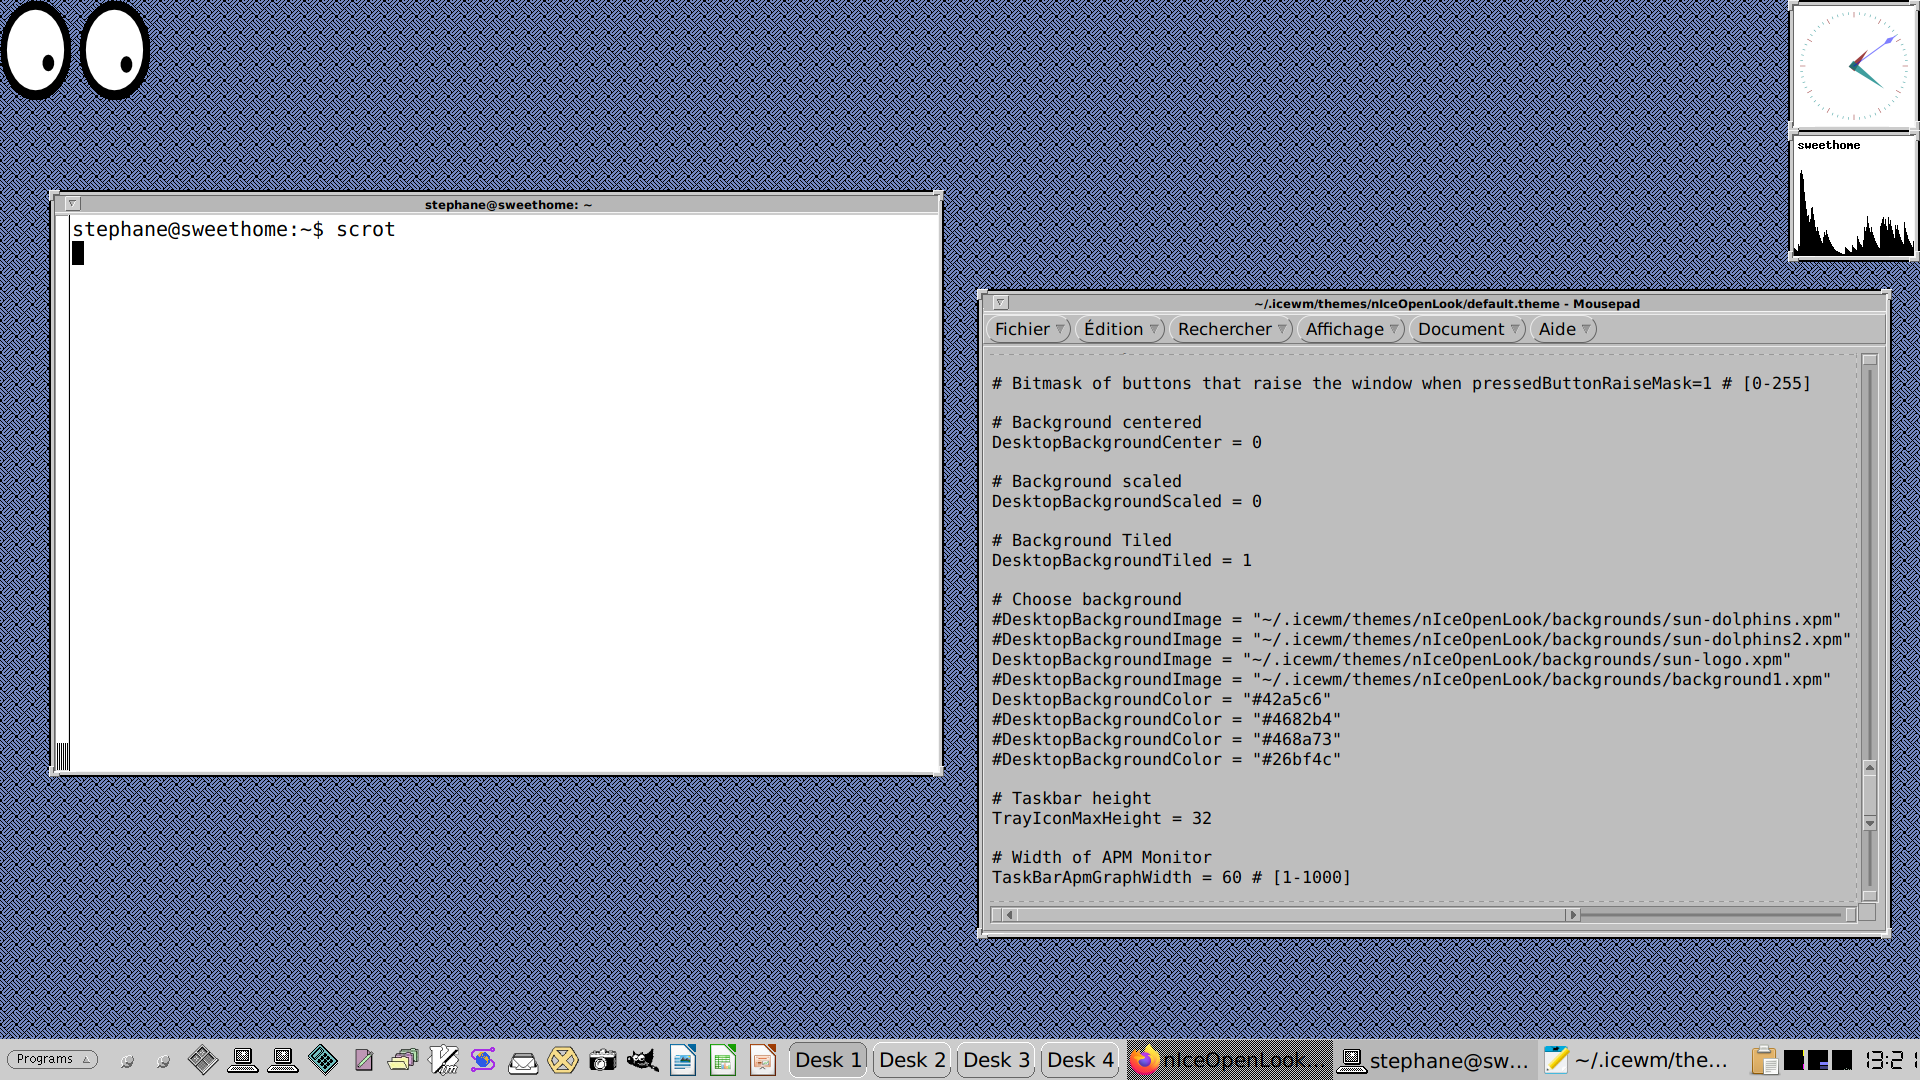 sweethome
stephane@sweethome: ~
stephane@sweethome:~$ scrot
~/.icewm/themes/nIceOpenLook/default.theme - Mousepad
Fichier Édition Rechercher Affichage Document Aide
# Bitmask of buttons that raise the window when pressedButtonRaiseMask=1 # [0-255]
# Background centered
DesktopBackgroundCenter = 0
# Background scaled
DesktopBackgroundScaled = 0
# Background Tiled
DesktopBackgroundTiled = 1
# Choose background
#DesktopBackgroundImage = "~/.icewm/themes/nIceOpenLook/backgrounds/sun-dolphins.xpm"
#DesktopBackgroundImage = "~/.icewm/themes/nIceOpenLook/backgrounds/sun-dolphins2.xpm"
DesktopBackgroundImage = "~/.icewm/themes/nIceOpenLook/backgrounds/sun-logo.xpm"
#DesktopBackgroundImage = "~/.icewm/themes/nIceOpenLook/backgrounds/background1.xpm"
DesktopBackgroundColor = "#42a5c6"
#DesktopBackgroundColor = "#4682b4"
#DesktopBackgroundColor = "#468a73"
#DesktopBackgroundColor = "#26bf4c"
# Taskbar height
TrayIconMaxHeight = 32
# Width of APM Monitor
TaskBarApmGraphWidth = 60 # [1-1000]
Programs Desk 1 Desk 2 Desk 3 Desk 4 nIceOpenLook stephane@sw... ~/.icewm/the... 13:21